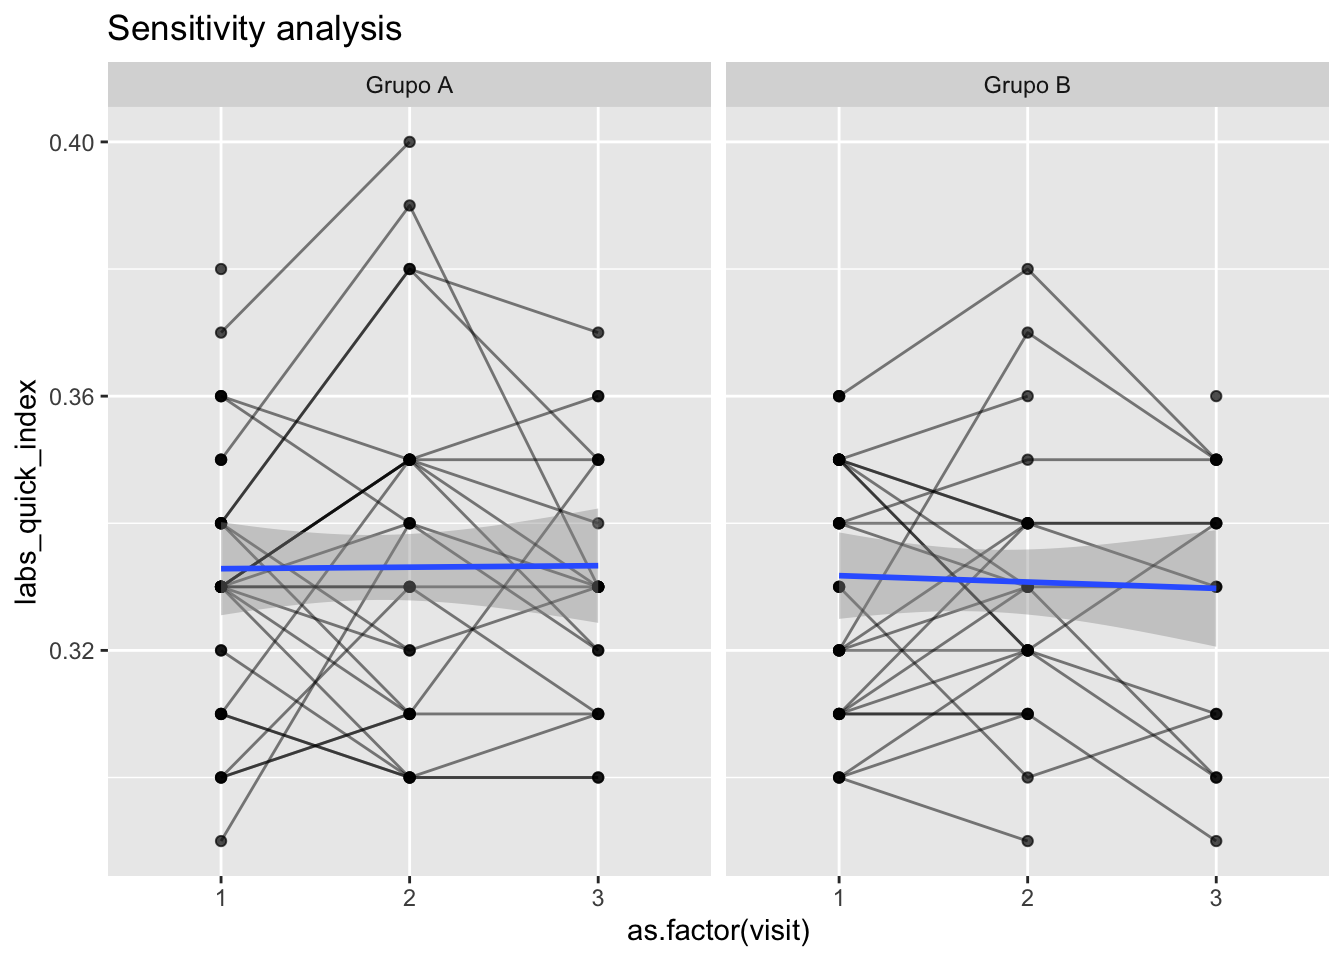 Sensitivity analysis
Grupo A
Grupo B
0.40
0.36
0.32
labs_quick_index
1
2
3
1
2
3
as.factor(visit)